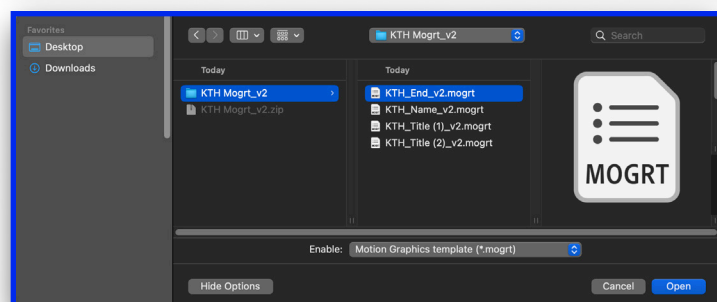 Favorites
Desktop
Downloads
KTH Mogrt_v2
Search
Today
KTH Mogrt_v2
KTH Mogrt_v2.zip
Today
KTH_End_v2.mogrt
KTH_Name_v2.mogrt
KTH_Title (1)_v2.mogrt
KTH_Title (2)_v2.mogrt
MOGRT
Enable: Motion Graphics template (*.mogrt)
Hide Options
Cancel
Open